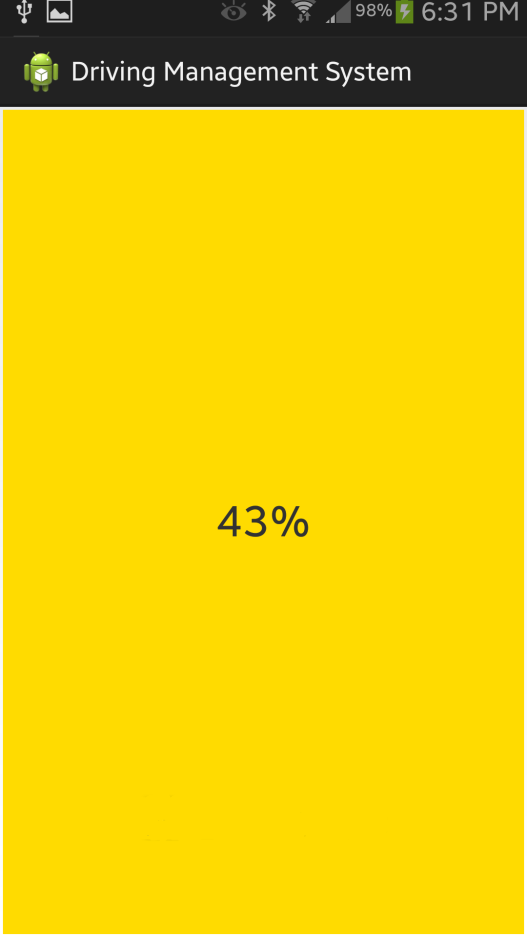 98% 6:31 PM
Driving Management System
43%